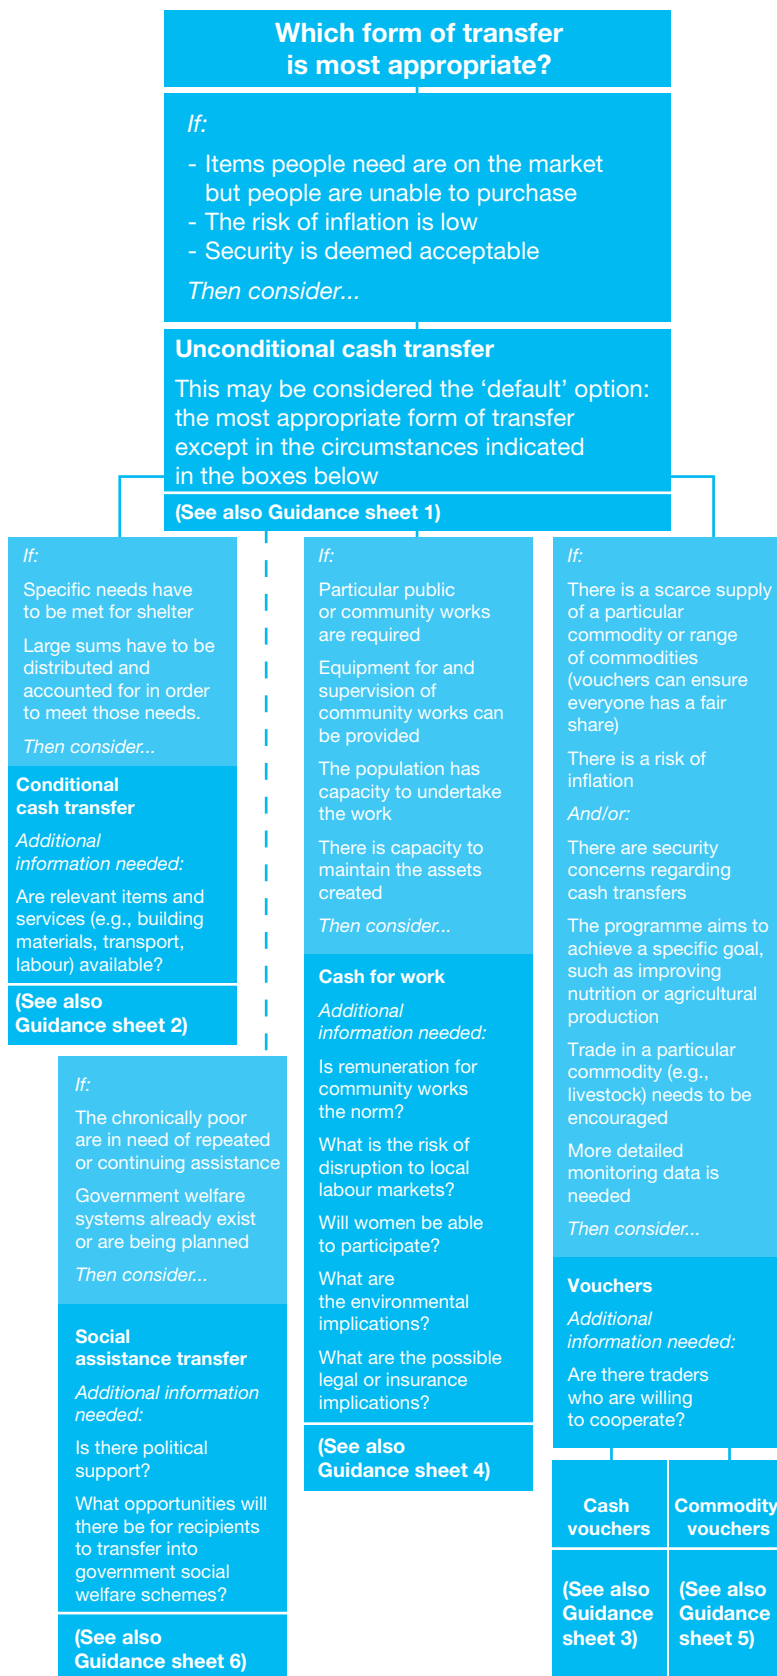 Which form of transfer
is most appropriate?
If:
- Items people need are on the market
but people are unable to purchase
- The risk of inflation is low
- Security is deemed acceptable
Then consider...
Unconditional cash transfer
This may be considered the ‘default’ option:
the most appropriate form of transfer
except in the circumstances indicated
in the boxes below
(See also Guidance sheet 1)
If:
Specific needs have
to be met for shelter
Large sums have to be
distributed and
accounted for in order
to meet those needs.
Then consider...
Conditional
cash transfer
Additional
information needed:
Are relevant items and
services (e.g., building
materials, transport,
labour) available?
(See also
Guidance sheet 2)
If:
The chronically poor
are in need of repeated
or continuing assistance
Government welfare
systems already exist
or are being planned
Then consider...
Social
assistance transfer
Additional information
needed:
Is there political
support?
What opportunities will
there be for recipients
to transfer into
government social
welfare schemes?
(See also
Guidance sheet 6)
If:
Particular public
or community works
are required
Equipment for and
supervision of
community works can
be provided
The population has
capacity to undertake
the work
There is capacity to
maintain the assets
created
Then consider...
Cash for work
Additional
information needed:
Is remuneration for
community works
the norm?
What is the risk of
disruption to local
labour markets?
Will women be able
to participate?
What are
the environmental
implications?
What are the possible
legal or insurance
implications?
(See also
Guidance sheet 4)
If:
There is a scarce supply
of a particular
commodity or range
of commodities
(vouchers can ensure
everyone has a fair
share)
There is a risk of
inflation
And/or:
There are security
concerns regarding
cash transfers
The programme aims to
achieve a specific goal,
such as improving
nutrition or agricultural
production
Trade in a particular
commodity (e.g.,
livestock) needs to be
encouraged
More detailed
monitoring data is
needed
Then consider...
Vouchers
Additional
information needed:
Are there traders
who are willing
to cooperate?
Cash
vouchers
(See also
Guidance
sheet 3)
Commodity
vouchers
(See also
Guidance
sheet 5)